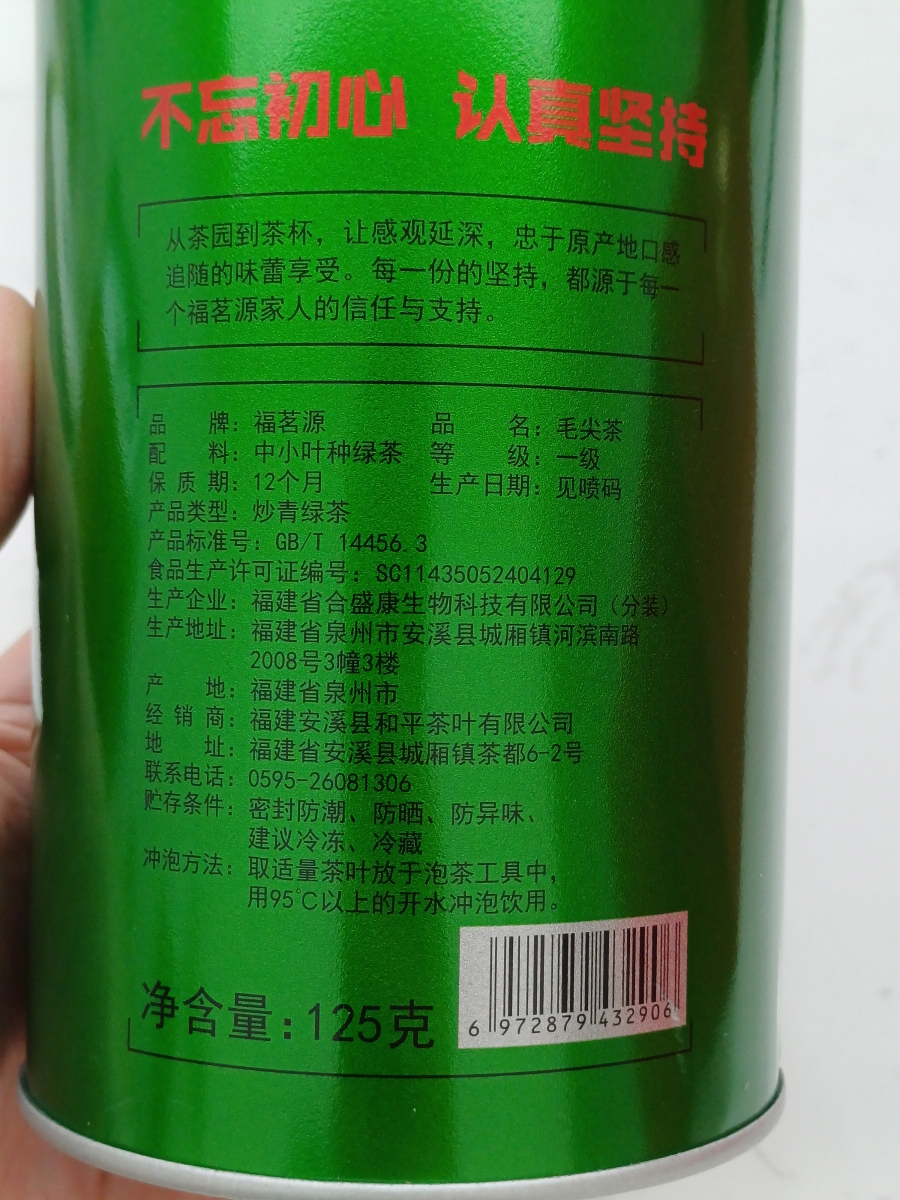 不忘初心 认真坚持
从茶园到茶杯，让感观延深，忠于原产地口感
追随的味蕾享受。每一份的坚持，都源于每一
个福茗源家人的信任与支持。
品 牌：福茗源 品 名：毛尖茶
配 料：中小叶种绿茶 等 级：一级
保质期：12个月 生产日期：见喷码
产品类型：炒青绿茶
产品标准号：GB/T 14456.3
食品生产许可证编号：SC11435052404129
生产企业：福建省合盛康生物科技有限公司（分装）
生产地址：福建省泉州市安溪县城厢镇河滨南路
2008号3幢3楼
产 地：福建省泉州市
经销商：福建安溪县和平茶叶有限公司
地 址：福建省安溪县城厢镇茶都6-2号
联系电话：0595-26081306
贮存条件：密封防潮、防晒、防异味、
建议冷冻、冷藏
冲泡方法：取适量茶叶放于泡茶工具中，
用95℃以上的开水冲泡饮用。
净含量：125克
6 972879 432906